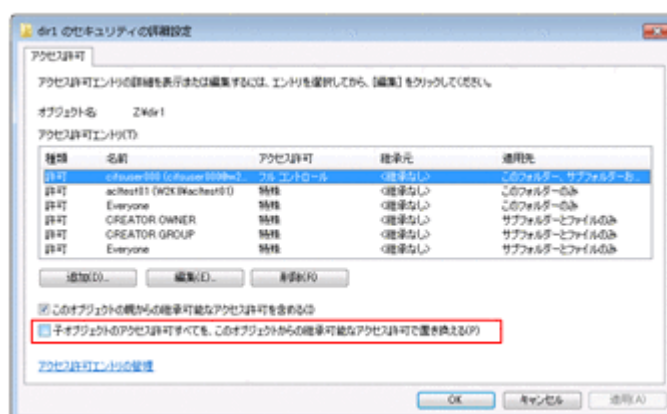 dir1 のセキュリティの詳細設定
アクセス許可
アクセス許可エントリの詳細を表示または編集するには、エントリを選択してから、[編集] をクリックしてください。
オブジェクト名: Z:¥dir1
アクセス許可エントリ(T):
種類 名前 アクセス許可 継承元 適用先
許可 cifsuser000 (cifsuser000@w2... フル コントロール <継承なし> このフォルダー、サブフォルダーお...
許可 acltest01 (W2K8¥acltest01) 特殊 <継承なし> このフォルダーのみ
許可 Everyone 特殊 <継承なし> このフォルダーのみ
許可 CREATOR OWNER 特殊 <継承なし> サブフォルダーとファイルのみ
許可 CREATOR GROUP 特殊 <継承なし> サブフォルダーとファイルのみ
許可 Everyone 特殊 <継承なし> サブフォルダーとファイルのみ
追加(D)... 編集(E)... 削除(R)
このオブジェクトの親からの継承可能なアクセス許可を含める(I)
子オブジェクトのアクセス許可すべてを、このオブジェクトからの継承可能なアクセス許可で置き換える(P)
アクセス許可エントリの管理
OK キャンセル 適用(A)